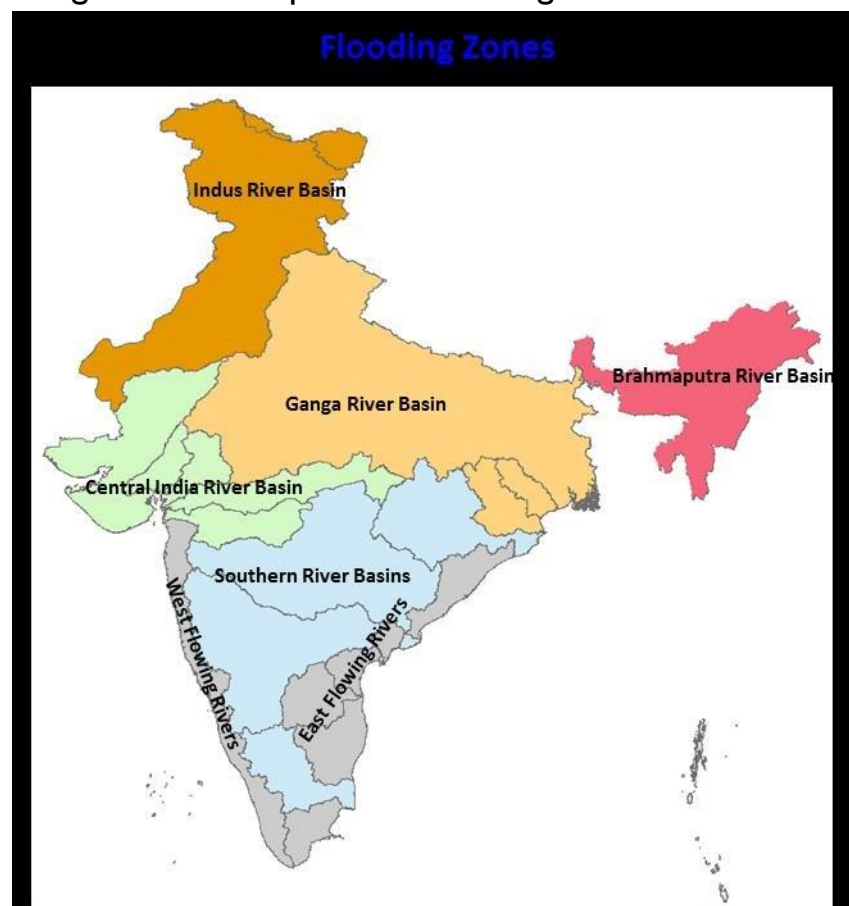 Flooding Zones
Indus River Basin
Brahmaputra River Basin
Ganga River Basin
Central India River Basin
Southern River Basins
West Flowing Rivers
East Flowing Rivers